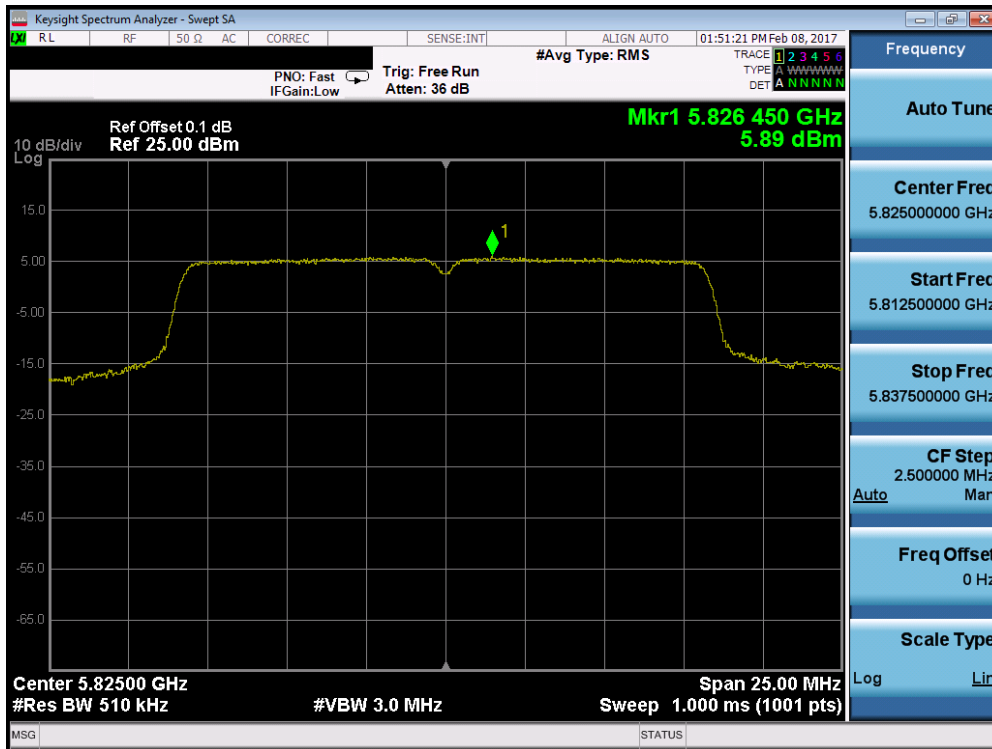 Keysight Spectrum Analyzer - Swept SA
LXI RL RF 50 Ω AC CORREC SENSE:INT ALIGN AUTO 01:51:21 PM Feb 08, 2017
#Avg Type: RMS
TRACE 1 2 3 4 5 6
TYPE A WWWWW
DET A N N N N N
PNO: Fast
IFGain:Low
Trig: Free Run
Atten: 36 dB
Mkr1 5.826 450 GHz
5.89 dBm
Ref Offset 0.1 dB
Ref 25.00 dBm
10 dB/div
Log
1
15.0
5.00
-5.00
-15.0
-25.0
-35.0
-45.0
-55.0
-65.0
Center 5.82500 GHz
Span 25.00 MHz
#Res BW 510 kHz
#VBW 3.0 MHz
Sweep 1.000 ms (1001 pts)
MSG
STATUS
Frequency
Auto Tune
Center Freq
5.825000000 GHz
Start Freq
5.812500000 GHz
Stop Freq
5.837500000 GHz
CF Step
2.500000 MHz
Auto Man
Freq Offset
0 Hz
Scale Type
Log Lin